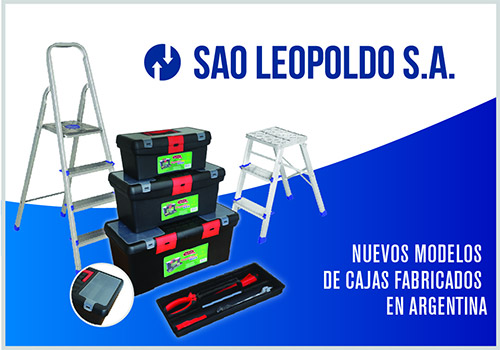 SAO LEOPOLDO S.A.
NUEVOS MODELOS
DE CAJAS FABRICADOS
EN ARGENTINA